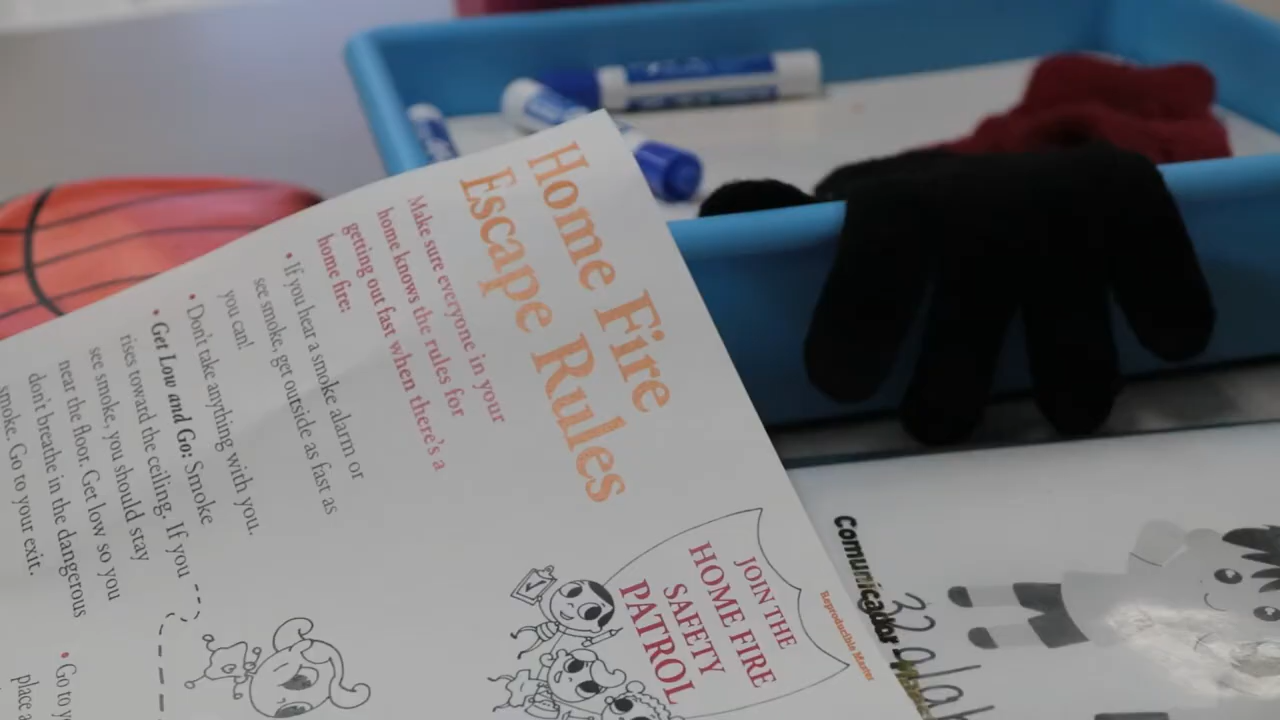 Home Fire
Escape Rules
Make sure everyone in your
home knows the rules for
getting out fast when there's a
home fire:
• If you hear a smoke alarm or
see smoke, get outside as fast as
you can!
• Don't take anything with you.
• Get Low and Go: Smoke
rises toward the ceiling. If you
see smoke, you should stay
near the floor. Get low so you
don't breathe in the dangerous
smoke. Go to your exit.
• Go to
place
JOIN THE
HOME FIRE
SAFETY
PATROL
Reproducible Master
Comunicador
32